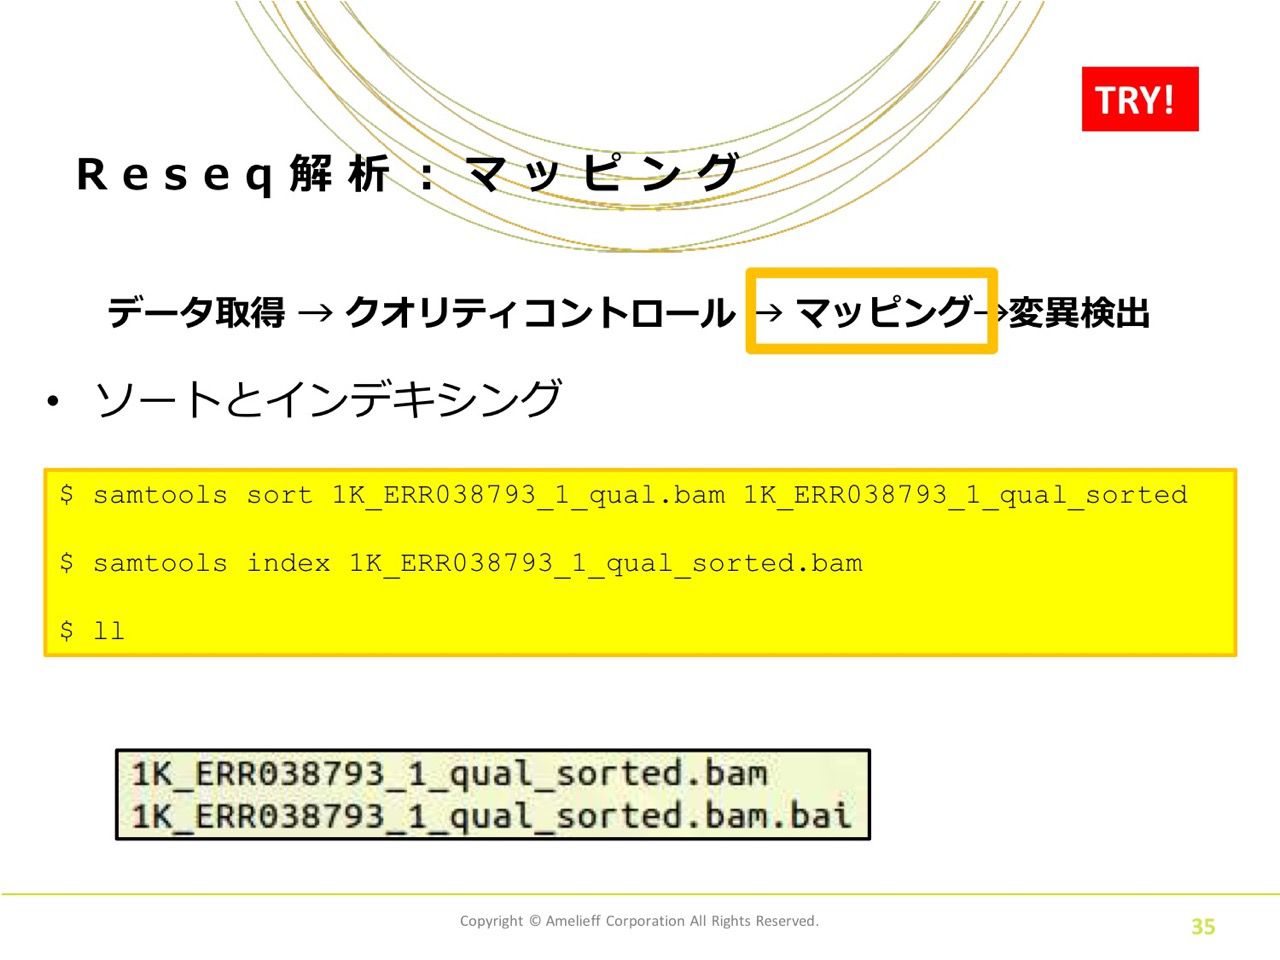 TRY!
Reseq解析：マッピング
データ取得 → クオリティコントロール → マッピング→変異検出
• ソートとインデキシング
$ samtools sort 1K_ERR038793_1_qual.bam 1K_ERR038793_1_qual_sorted
$ samtools index 1K_ERR038793_1_qual_sorted.bam
$ ll
1K_ERR038793_1_qual_sorted.bam
1K_ERR038793_1_qual_sorted.bam.bai
Copyright © Amelieff Corporation All Rights Reserved.
35